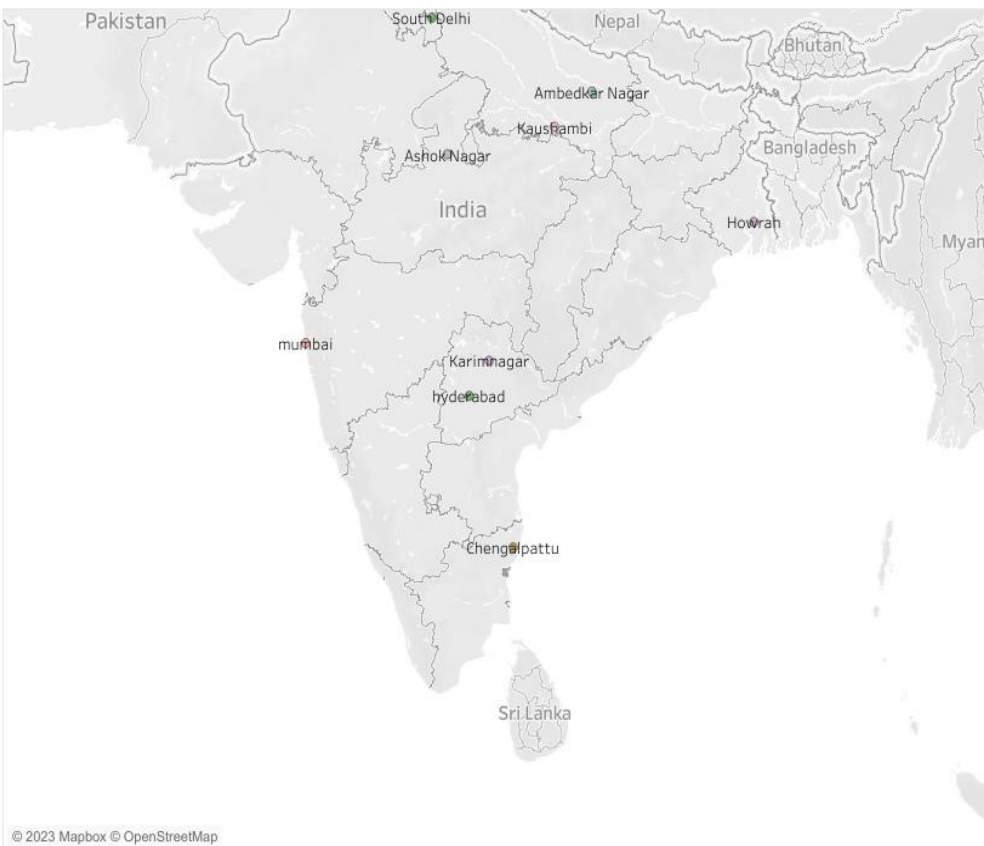 Pakistan
South Delhi
Nepal
Bhutan
Ambedkar Nagar
Kaushambi
Ashok Nagar
Bangladesh
India
Howrah
Myan
mumbai
Karimnagar
hyderabad
Chengalpattu
Sri Lanka
© 2023 Mapbox © OpenStreetMap